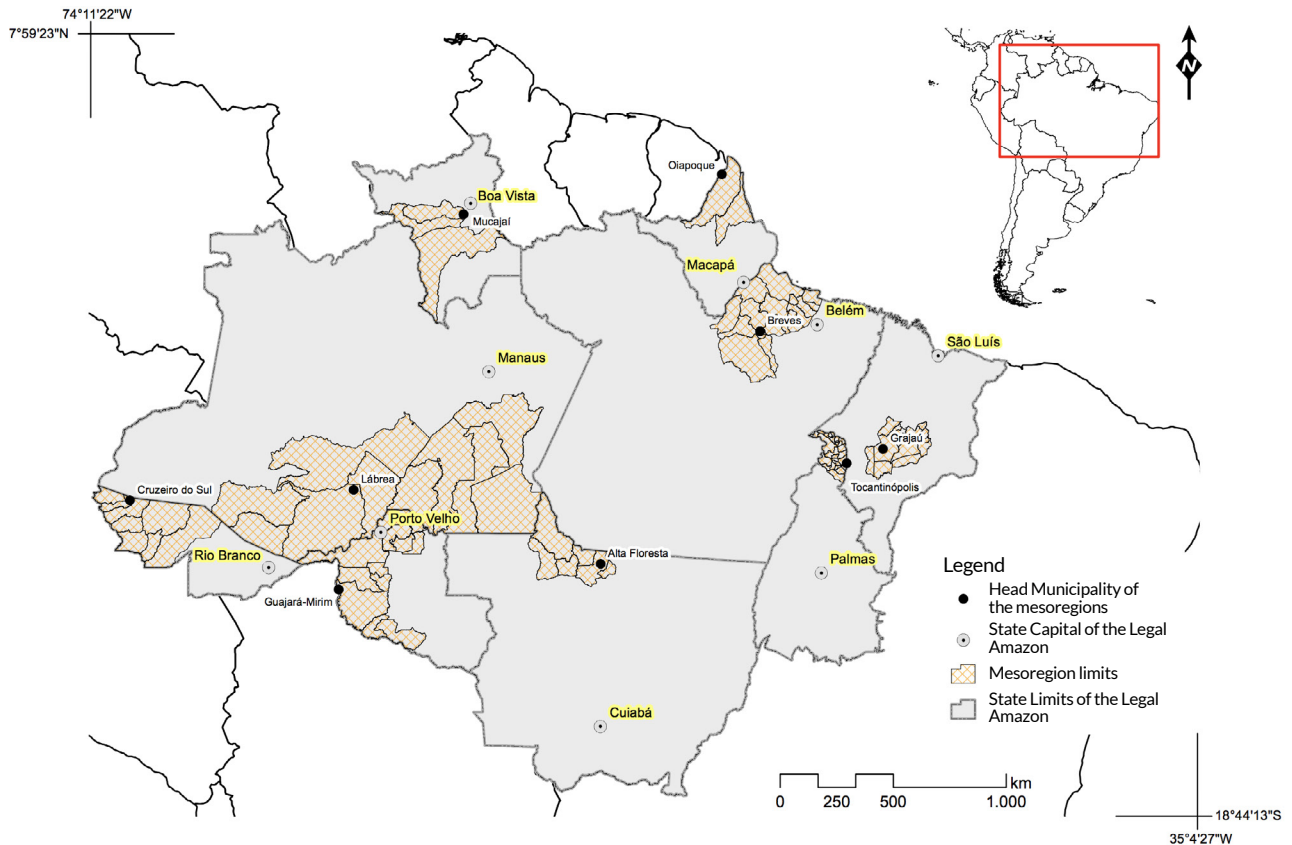 74°11'22"W
7°59'23"N
N
Oiapoque
Boa Vista
Mucajaí
Macapá
Belém
Breves
São Luís
Manaus
Grajaú
Lábrea
Cruzeiro do Sul
Tocantinópolis
Porto Velho
Alta Floresta
Rio Branco
Palmas
Guajará-Mirim
Cuiabá
Legend
Head Municipality of
the mesoregions
State Capital of the Legal
Amazon
Mesoregion limits
State Limits of the Legal
Amazon
km
0 250 500 1.000
18°44'13"S
35°4'27"W